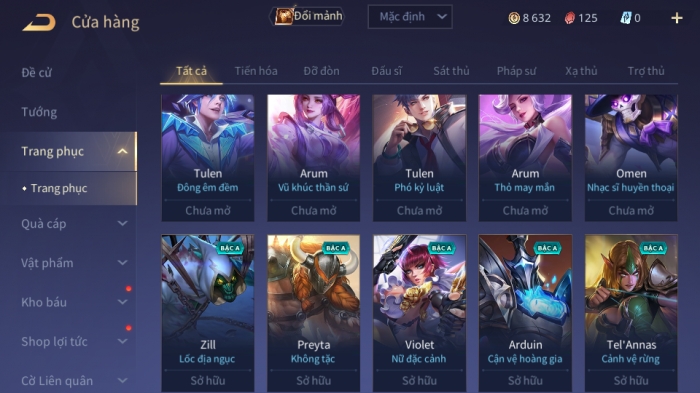 Cửa hàng
Đổi mảnh
Mặc định
8 632
125
0
Đề cử
Tướng
Trang phục
Trang phục
Quà cáp
Vật phẩm
Kho báu
Shop lợi tức
Cờ Liên quân
Tất cả
Tiến hóa
Đỡ đòn
Đấu sĩ
Sát thủ
Pháp sư
Xạ thủ
Trợ thủ
Tulen
Đông êm đềm
Chưa mở
Arum
Vũ khúc thần sứ
Chưa mở
Tulen
Phó kỷ luật
Chưa mở
Arum
Thỏ may mắn
Chưa mở
Omen
Nhạc sĩ huyền thoại
Chưa mở
BẬC A
Zill
Lốc địa ngục
Sở hữu
BẬC A
Preyta
Không tặc
Sở hữu
BẬC A
Violet
Nữ đặc cảnh
Sở hữu
BẬC A
Arduin
Cận vệ hoàng gia
Sở hữu
BẬC A
Tel'Annas
Cảnh vệ rừng
Sở hữu